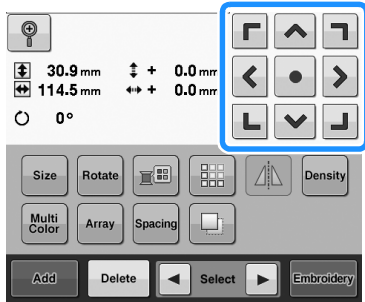 30.9 mm + 0.0 mm
114.5 mm + 0.0 mm
0°
Size Rotate Density
Multi Color Array Spacing
Add Delete Select Embroidery